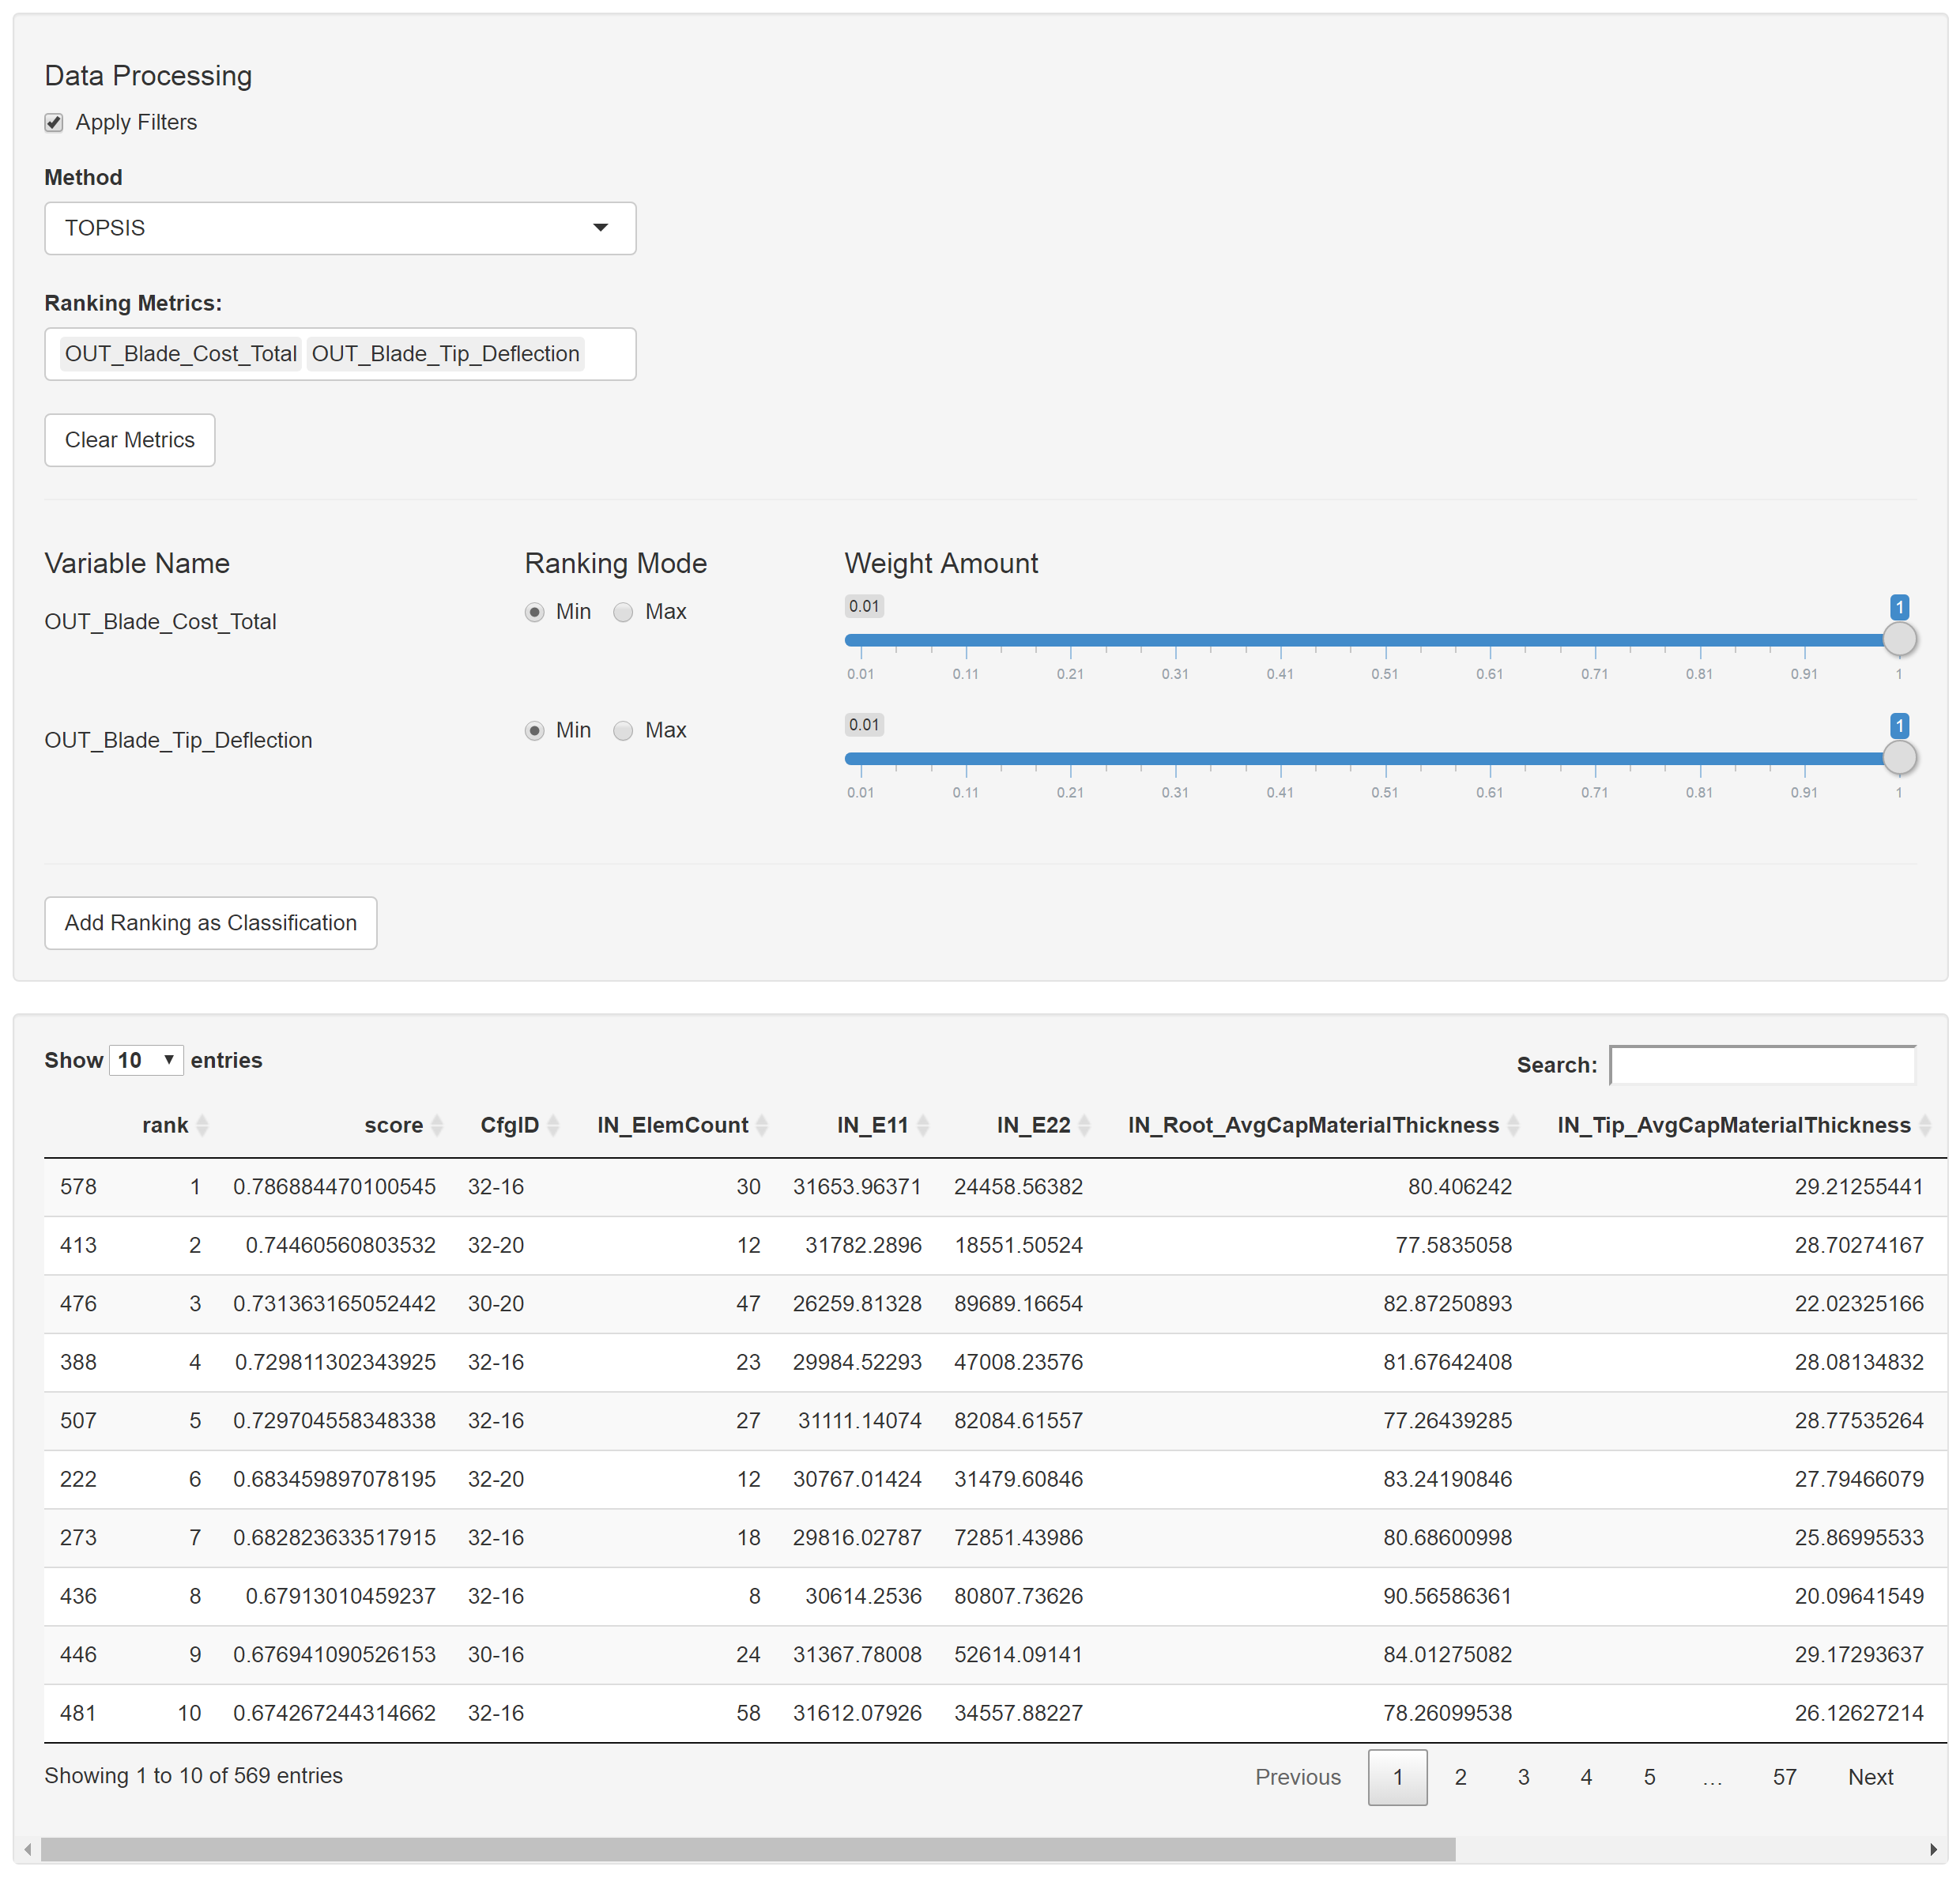 Data Processing
Apply Filters
Method
TOPSIS
Ranking Metrics:
OUT_Blade_Cost_Total OUT_Blade_Tip_Deflection
Clear Metrics
Variable Name Ranking Mode Weight Amount
OUT_Blade_Cost_Total Min Max 0.01 1
0.01 0.11 0.21 0.31 0.41 0.51 0.61 0.71 0.81 0.91 1
OUT_Blade_Tip_Deflection Min Max 0.01 1
0.01 0.11 0.21 0.31 0.41 0.51 0.61 0.71 0.81 0.91 1
Add Ranking as Classification
Show 10 entries Search:
rank score CfgID IN_ElemCount IN_E11 IN_E22 IN_Root_AvgCapMaterialThickness IN_Tip_AvgCapMaterialThickness
578 1 0.786884470100545 32-16 30 31653.96371 24458.56382 80.406242 29.21255441
413 2 0.74460560803532 32-20 12 31782.2896 18551.50524 77.5835058 28.70274167
476 3 0.731363165052442 30-20 47 26259.81328 89689.16654 82.87250893 22.02325166
388 4 0.729811302343925 32-16 23 29984.52293 47008.23576 81.67642408 28.08134832
507 5 0.729704558348338 32-16 27 31111.14074 82084.61557 77.26439285 28.77535264
222 6 0.683459897078195 32-20 12 30767.01424 31479.60846 83.24190846 27.79466079
273 7 0.682823633517915 32-16 18 29816.02787 72851.43986 80.68600998 25.86995533
436 8 0.67913010459237 32-16 8 30614.2536 80807.73626 90.56586361 20.09641549
446 9 0.676941090526153 30-16 24 31367.78008 52614.09141 84.01275082 29.17293637
481 10 0.674267244314662 32-16 58 31612.07926 34557.88227 78.26099538 26.12627214
Showing 1 to 10 of 569 entries Previous 1 2 3 4 5 … 57 Next